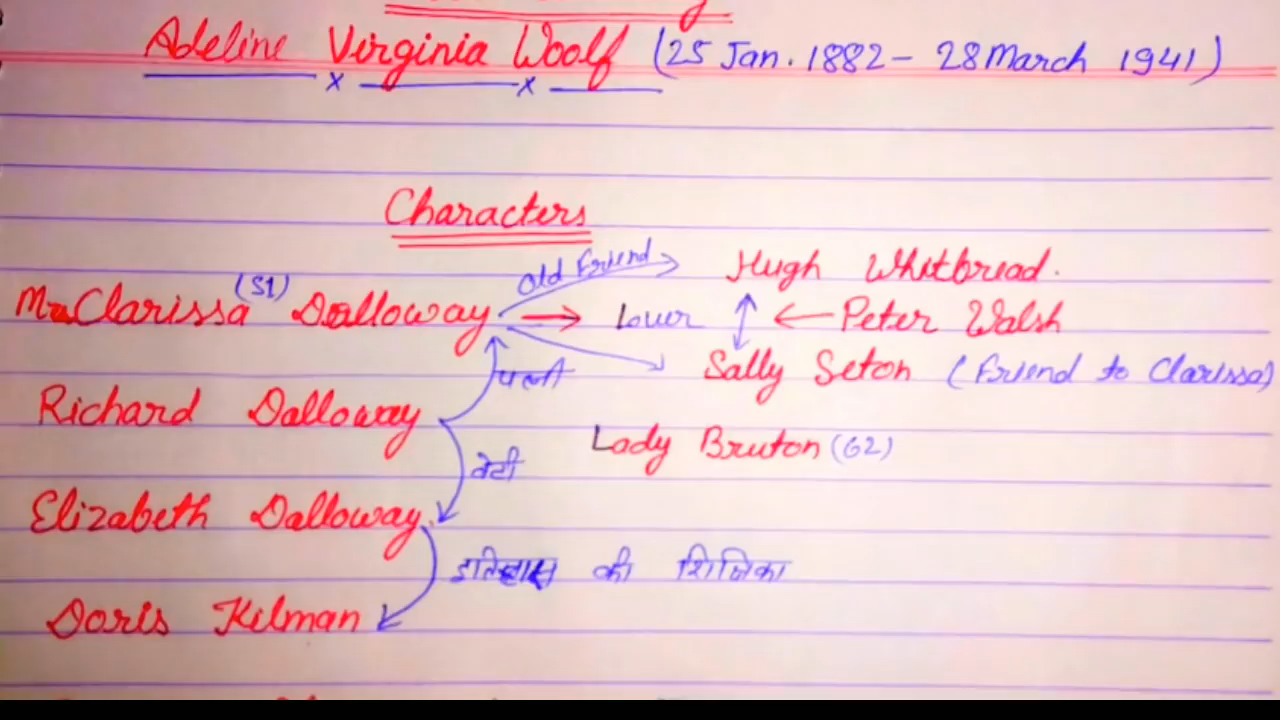 Adeline Virginia Woolf (25 Jan. 1882 - 28 March 1941)
x x
Characters
Old Friend Hugh Whitbread.
Mrs Clarissa (51) Dalloway → Lover ← Peter Walsh
Sally Seton (Friend to Clarissa)
पत्नी
Richard Dalloway
Lady Bruton (62)
बेटी
Elizabeth Dalloway
इतिहास की शिक्षिका
Doris Kilman